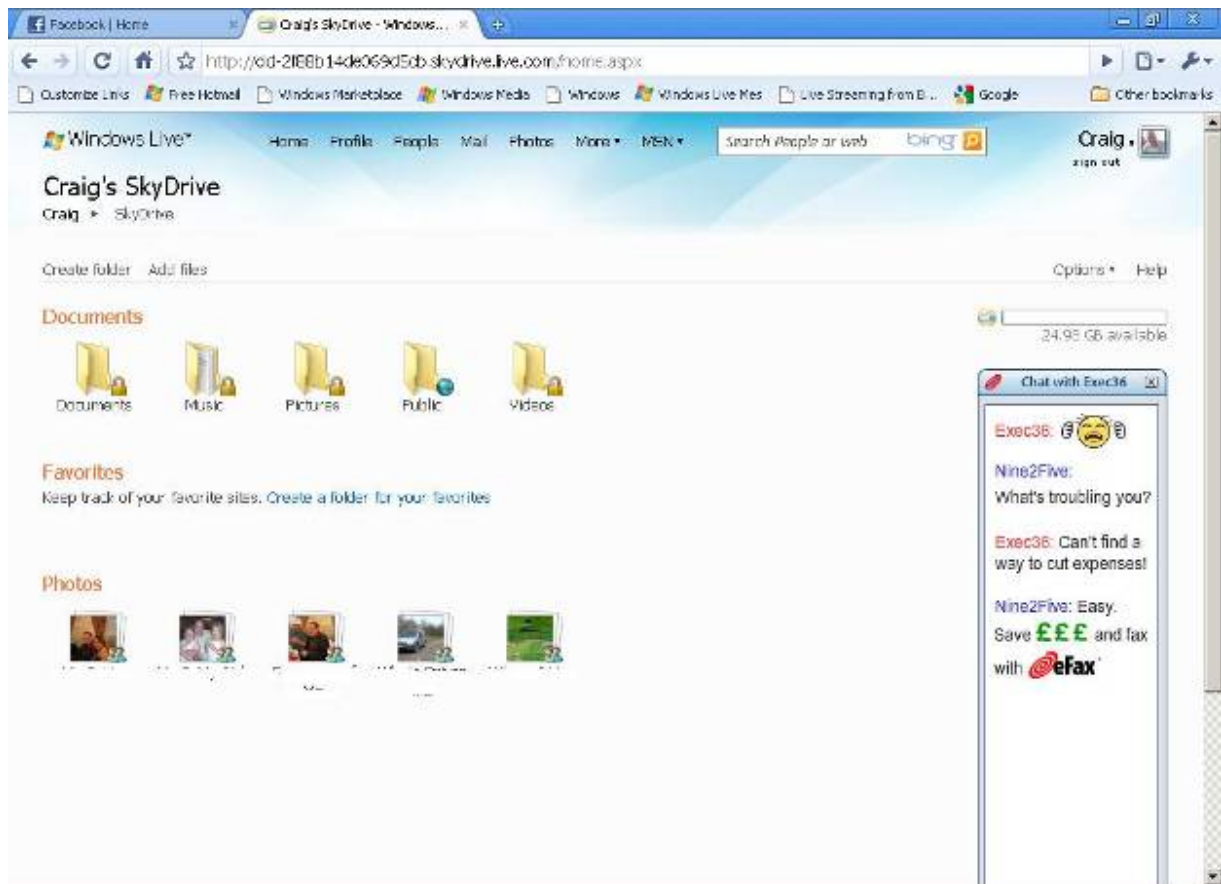 Facebook | Home
Craig's SkyDrive - Windows...
skydrive.live.com/home.aspx
Customize Links Free Hotmail Windows Marketplace Windows Media Windows Windows Live Mes Live Streaming from B... Google Other bookmarks
Windows Live™ Home Profile People Mail Photos More MSN Search People or web bing Craig
sign out
Craig's SkyDrive
Craig SkyDrive
Create folder Add files Options Help
Documents
24.95 GB available
Documents Music Pictures Public Videos
Chat with Exec36
Exec36:
Nine2Five:
What's troubling you?
Exec36: Can't find a
way to cut expenses!
Nine2Five: Easy.
Save £££ and fax
with eFax
Favorites
Keep track of your favorite sites. Create a folder for your favorites
Photos